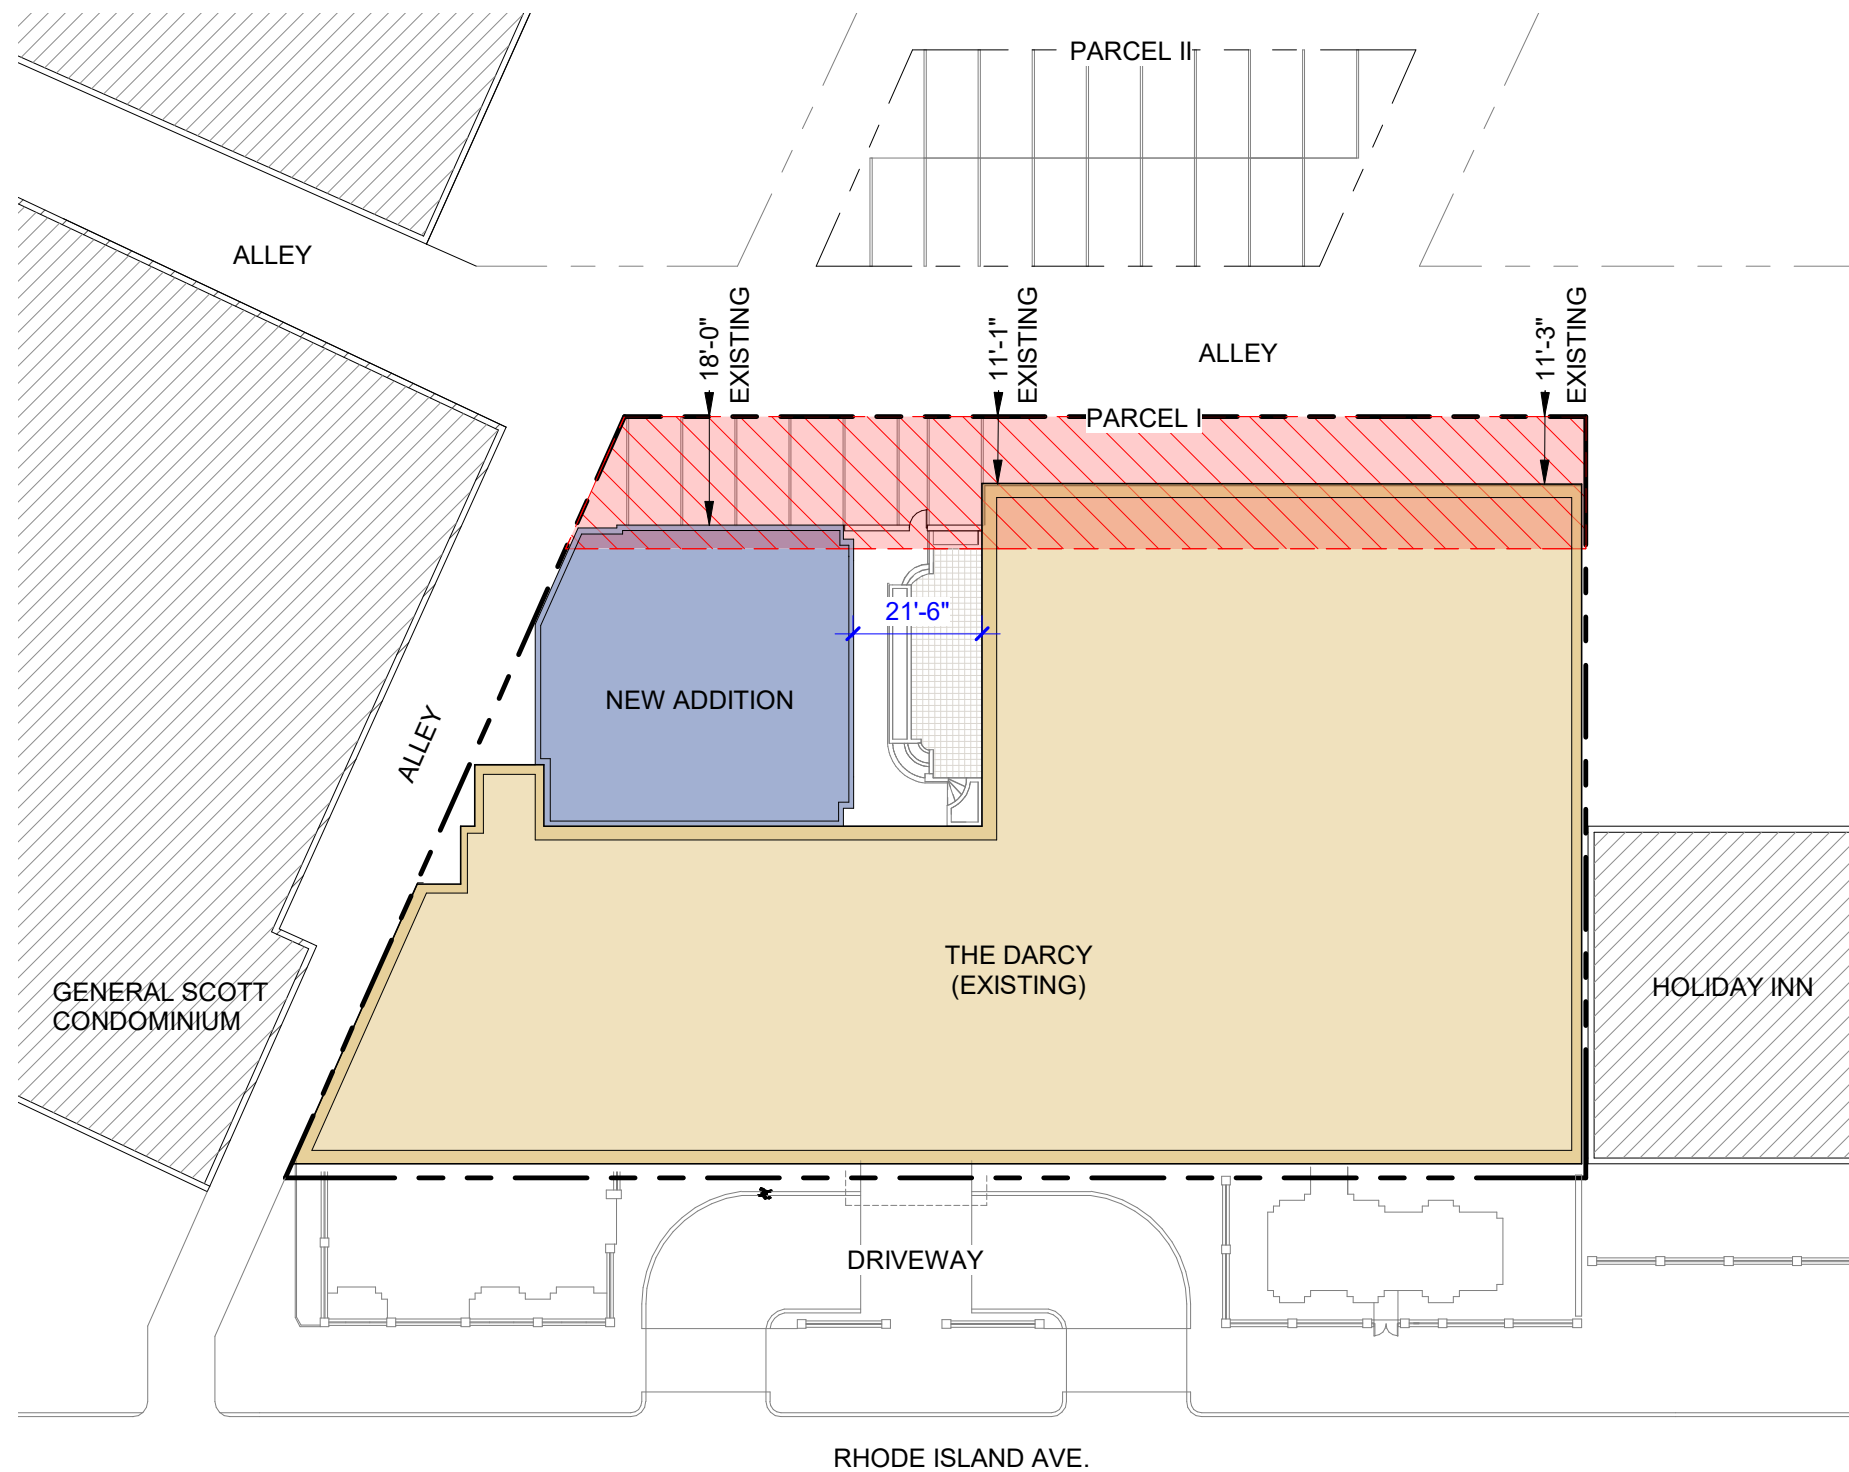 PARCEL II
ALLEY
18'-0"
EXISTING
11'-1"
EXISTING
ALLEY
11'-3"
EXISTING
PARCEL I
21'-6"
NEW ADDITION
ALLEY
THE DARCY
(EXISTING)
GENERAL SCOTT
CONDOMINIUM
HOLIDAY INN
DRIVEWAY
RHODE ISLAND AVE.